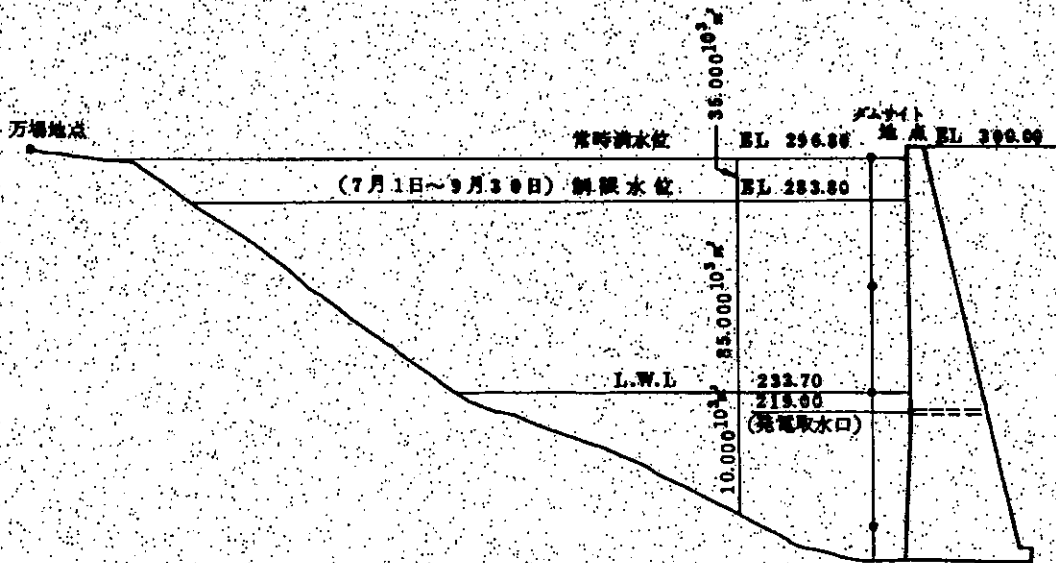 万場地点
常時満水位 EL 296.80
(7月1日~9月30日) 制限水位 EL 283.80
35.000 10³㎥
ダムサイト
地点 EL 300.00
85.000 10³㎥
L.W.L 233.70
219.00
(発電取水口)
10.000 10³㎥